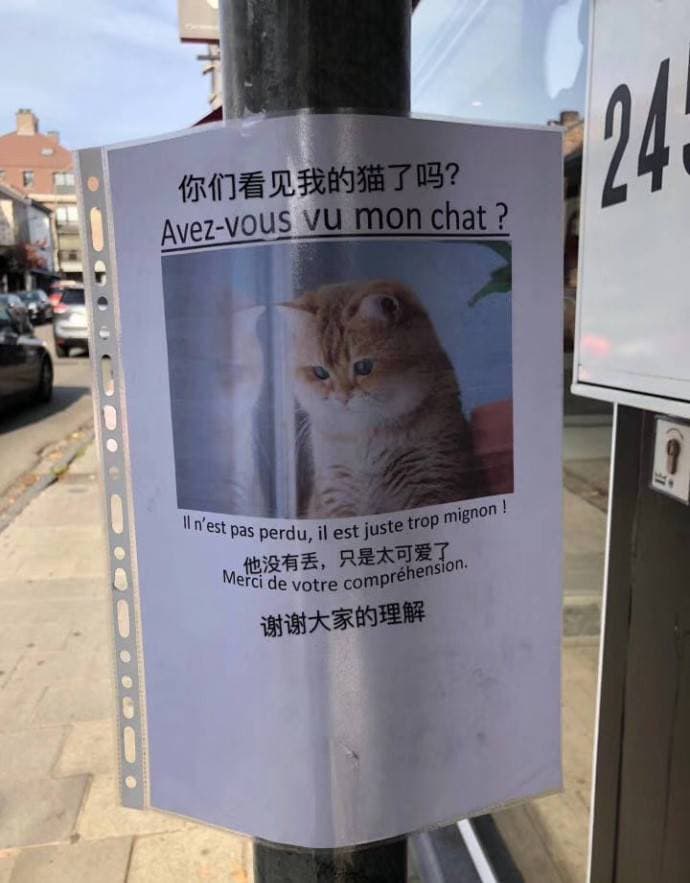 你们看见我的猫了吗?
Avez-vous vu mon chat ?
Il n'est pas perdu, il est juste trop mignon !
他没有丢，只是太可爱了
Merci de votre compréhension.
谢谢大家的理解
245